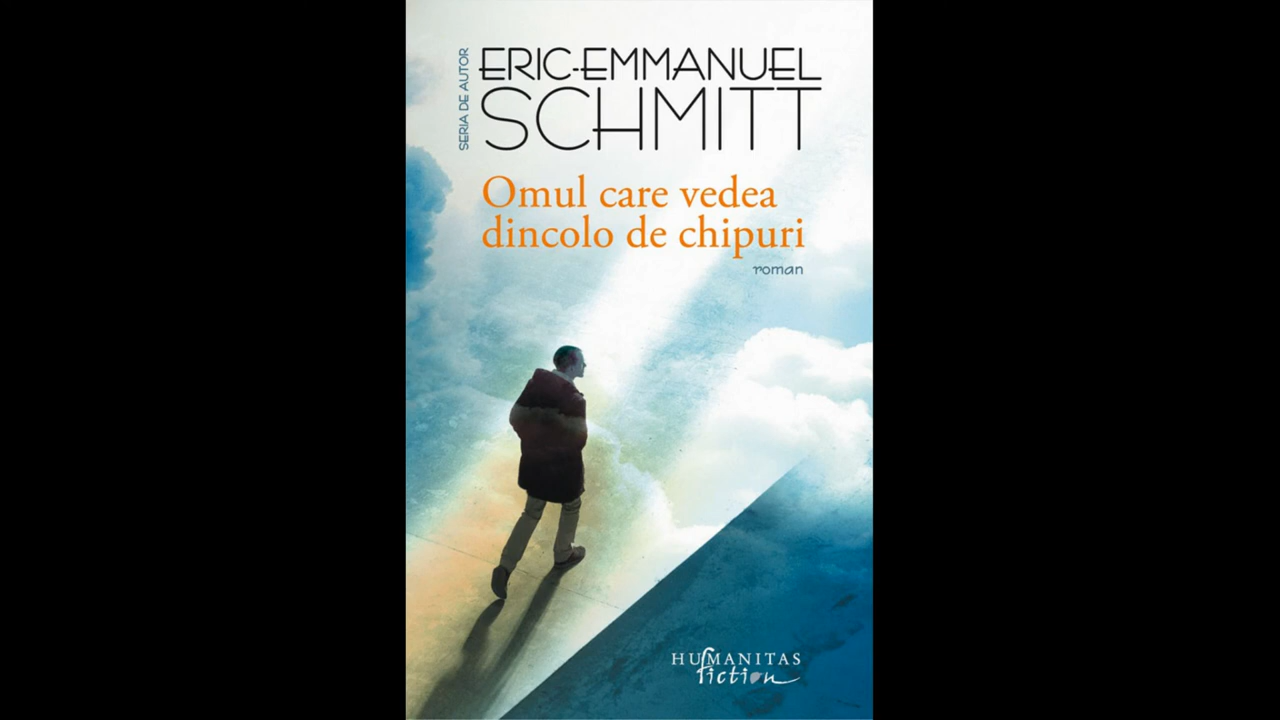 SERIA DE AUTOR
ERIC-EMMANUEL
SCHMITT
Omul care vedea
dincolo de chipuri
roman
HUMANITAS
fiction